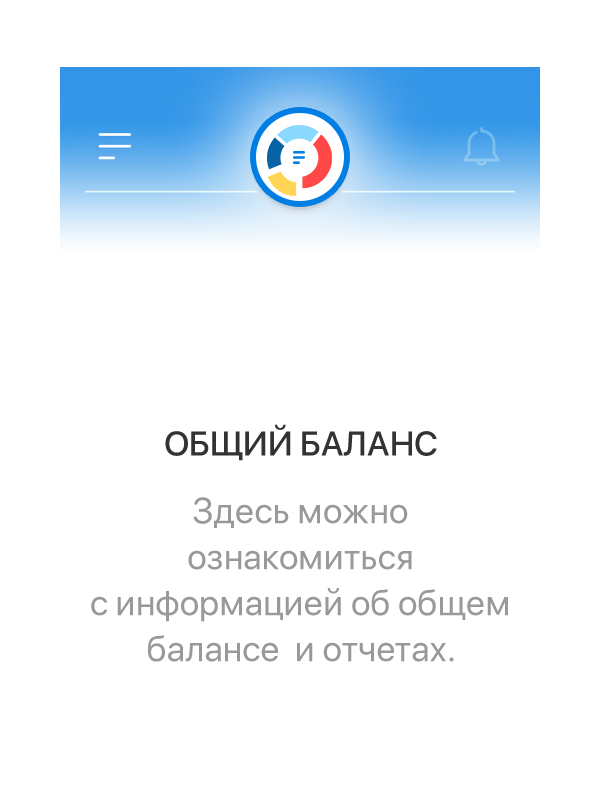 ОБЩИЙ БАЛАНС
Здесь можно
ознакомиться
с информацией об общем
балансе  и отчетах.